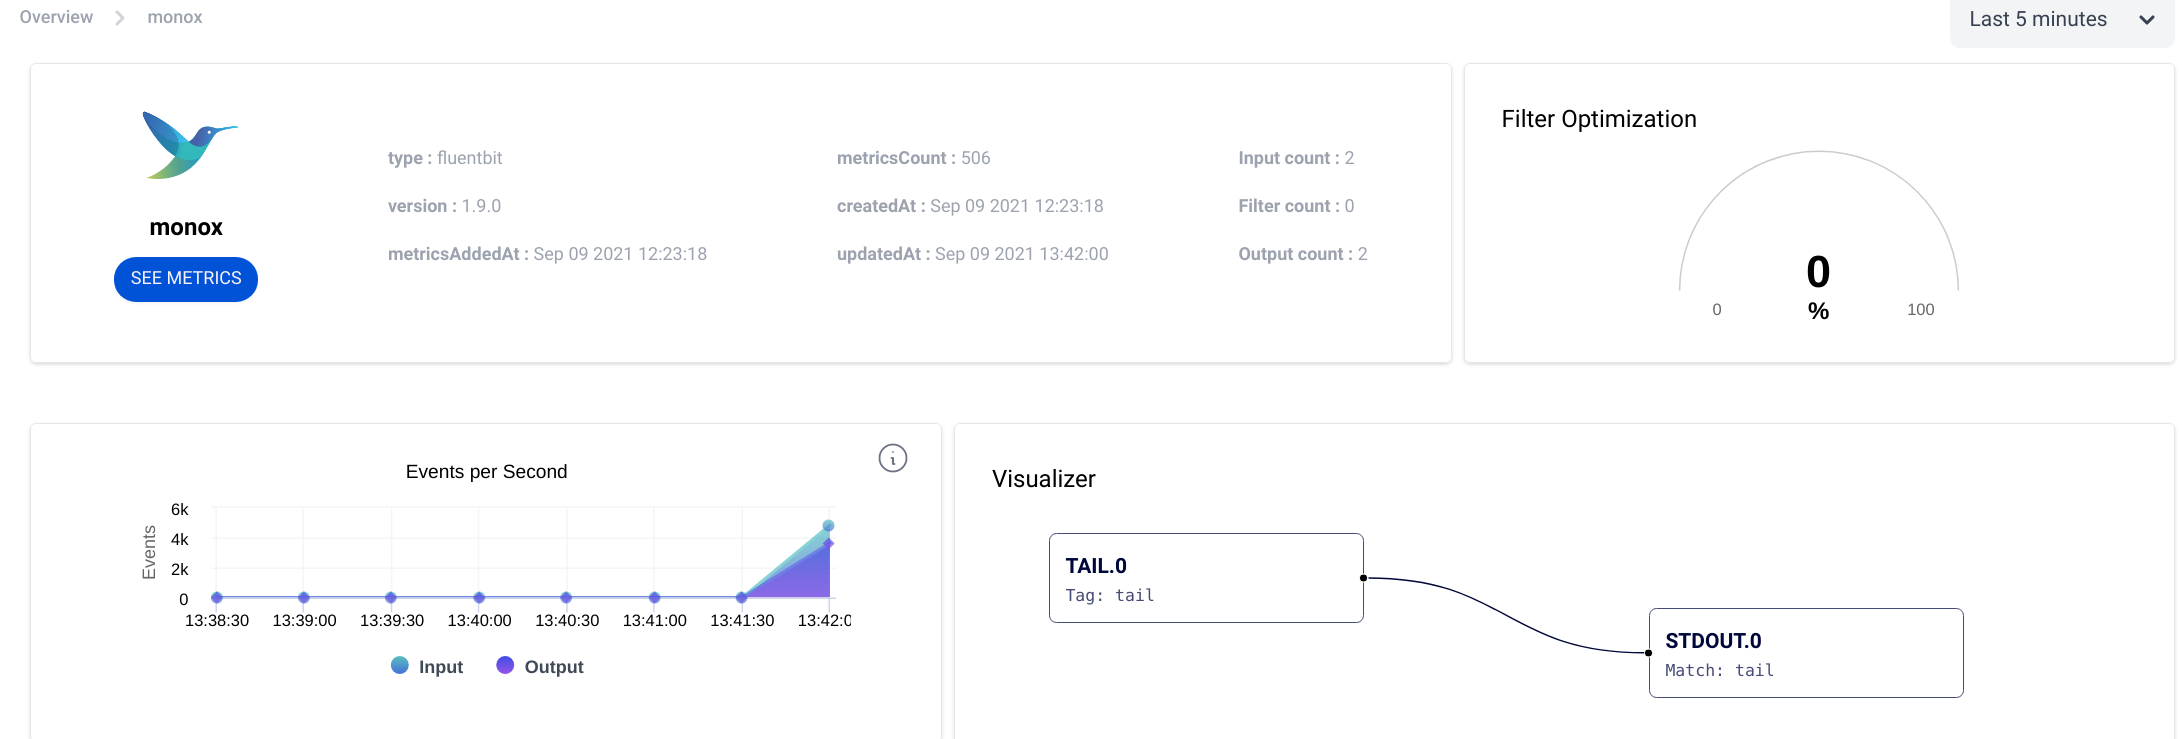 Overview
monox
Last 5 minutes
monox
SEE METRICS
type : fluentbit
version : 1.9.0
metricsAddedAt : Sep 09 2021 12:23:18
metricsCount : 506
createdAt : Sep 09 2021 12:23:18
updatedAt : Sep 09 2021 13:42:00
Input count : 2
Filter count : 0
Output count : 2
Filter Optimization
0
%
0
100
Events per Second
Events
6k
4k
2k
0
13:38:30 13:39:00 13:39:30 13:40:00 13:40:30 13:41:00 13:41:30 13:42:0
Input
Output
Visualizer
TAIL.0
Tag: tail
STDOUT.0
Match: tail